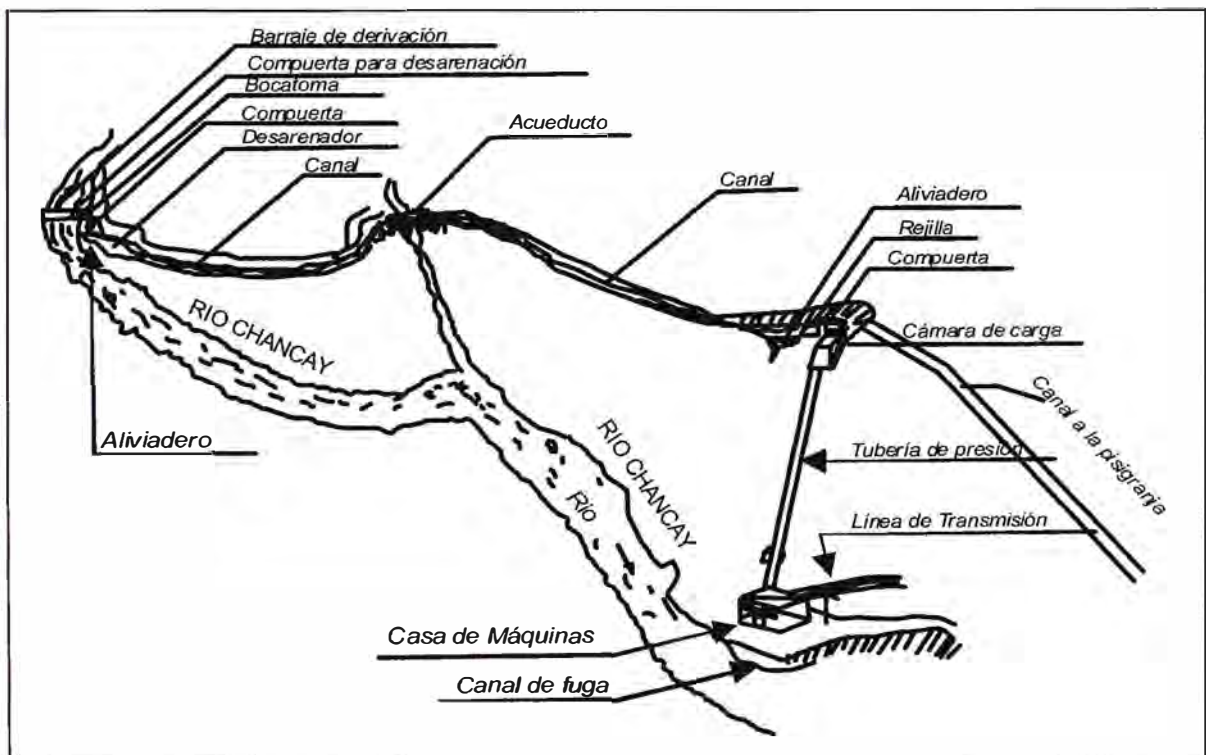 Barraje de derivación
Compuerta para desarenación
Bocatoma
Compuerta
Desarenador
Canal
Acueducto
Canal
Aliviadero
Rejilla
Compuerta
Cámara de carga
RIO CHANCAY
Canal a la pisigranja
Aliviadero
RIO CHANCAY
Tubería de presión
Río
Línea de Transmisión
Casa de Máquinas
Canal de fuga